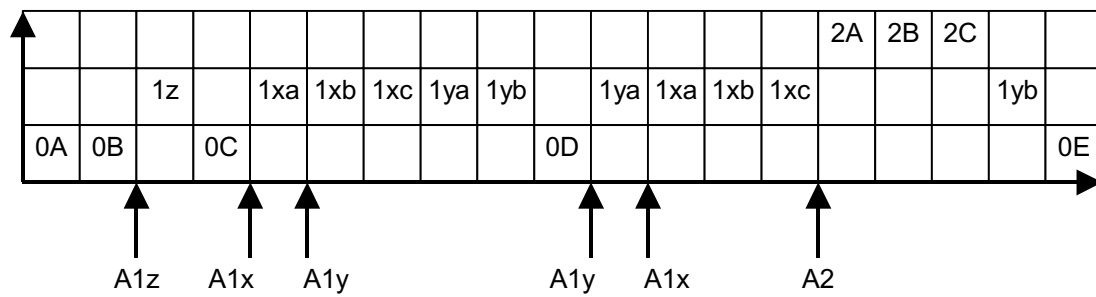 2A 2B 2C
1z 1xa 1xb 1xc 1ya 1yb 1ya 1xa 1xb 1xc 1yb
0A 0B 0C 0D 0E
A1z A1x A1y A1y A1x A2